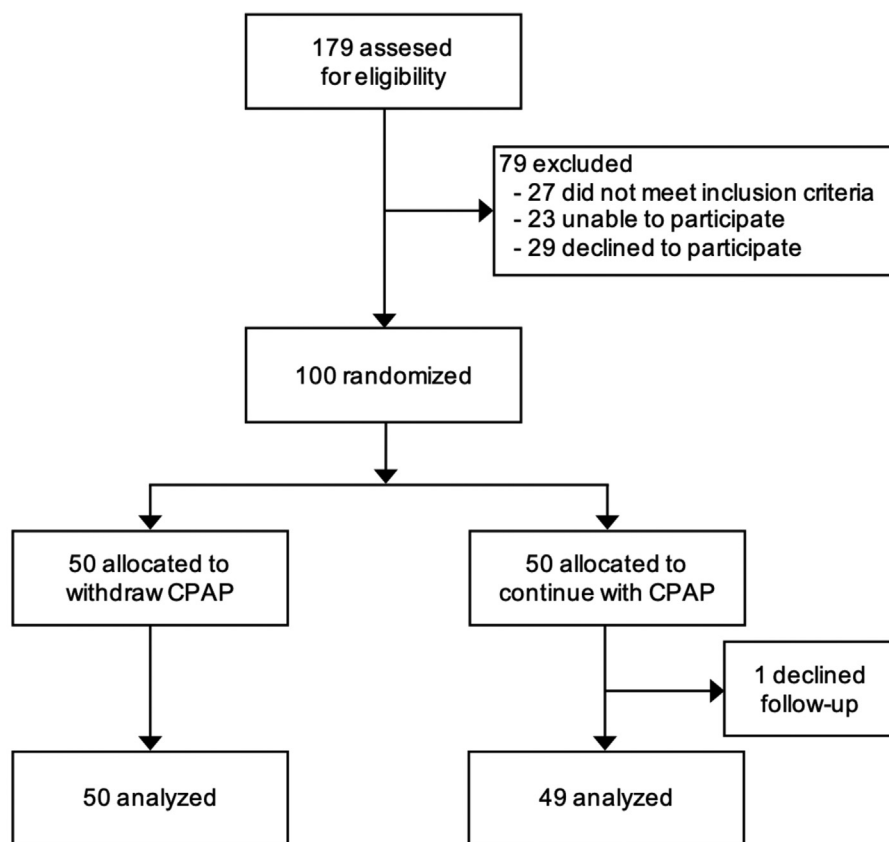 179 assesed
for eligibility
79 excluded
- 27 did not meet inclusion criteria
- 23 unable to participate
- 29 declined to participate
100 randomized
50 allocated to
withdraw CPAP
50 allocated to
continue with CPAP
1 declined
follow-up
50 analyzed
49 analyzed